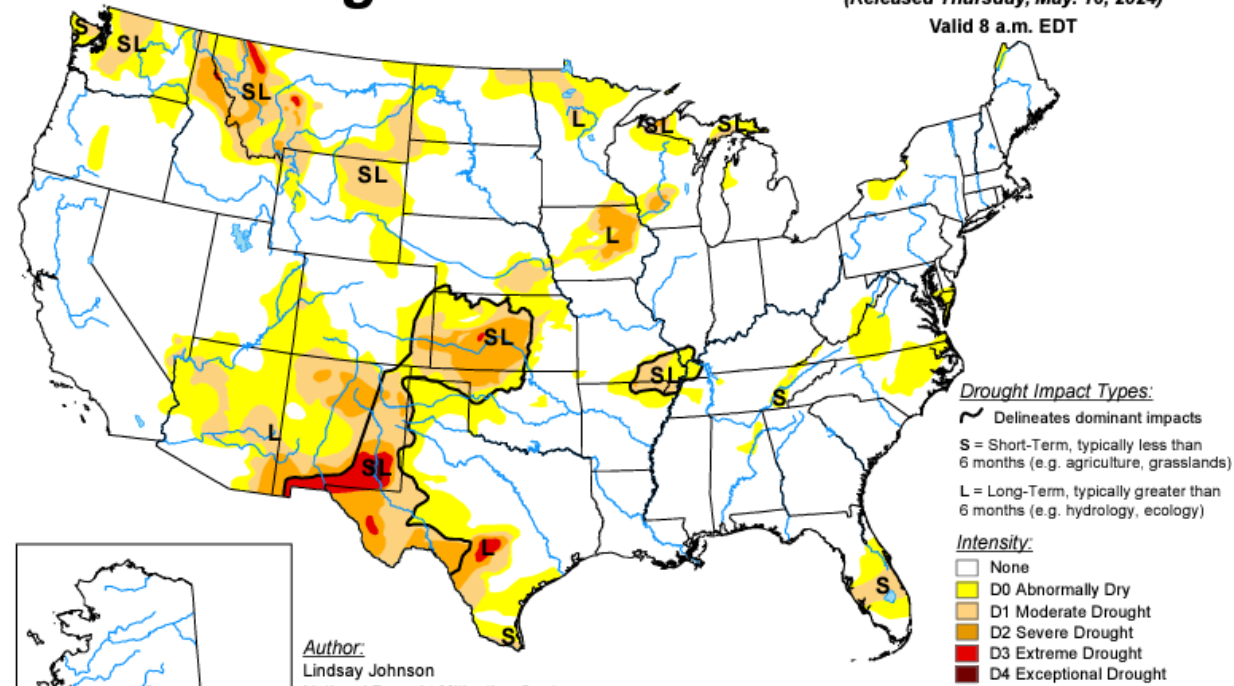 (Released Thursday, May. 16, 2024)
Valid 8 a.m. EDT
S
SL
SL
L
SL
SL
SL
L
SL
SL
S
L
SL
L
S
S
Drought Impact Types:
Delineates dominant impacts
S = Short-Term, typically less than
6 months (e.g. agriculture, grasslands)
L = Long-Term, typically greater than
6 months (e.g. hydrology, ecology)
Intensity:
None
D0 Abnormally Dry
D1 Moderate Drought
D2 Severe Drought
D3 Extreme Drought
D4 Exceptional Drought
Author:
Lindsay Johnson